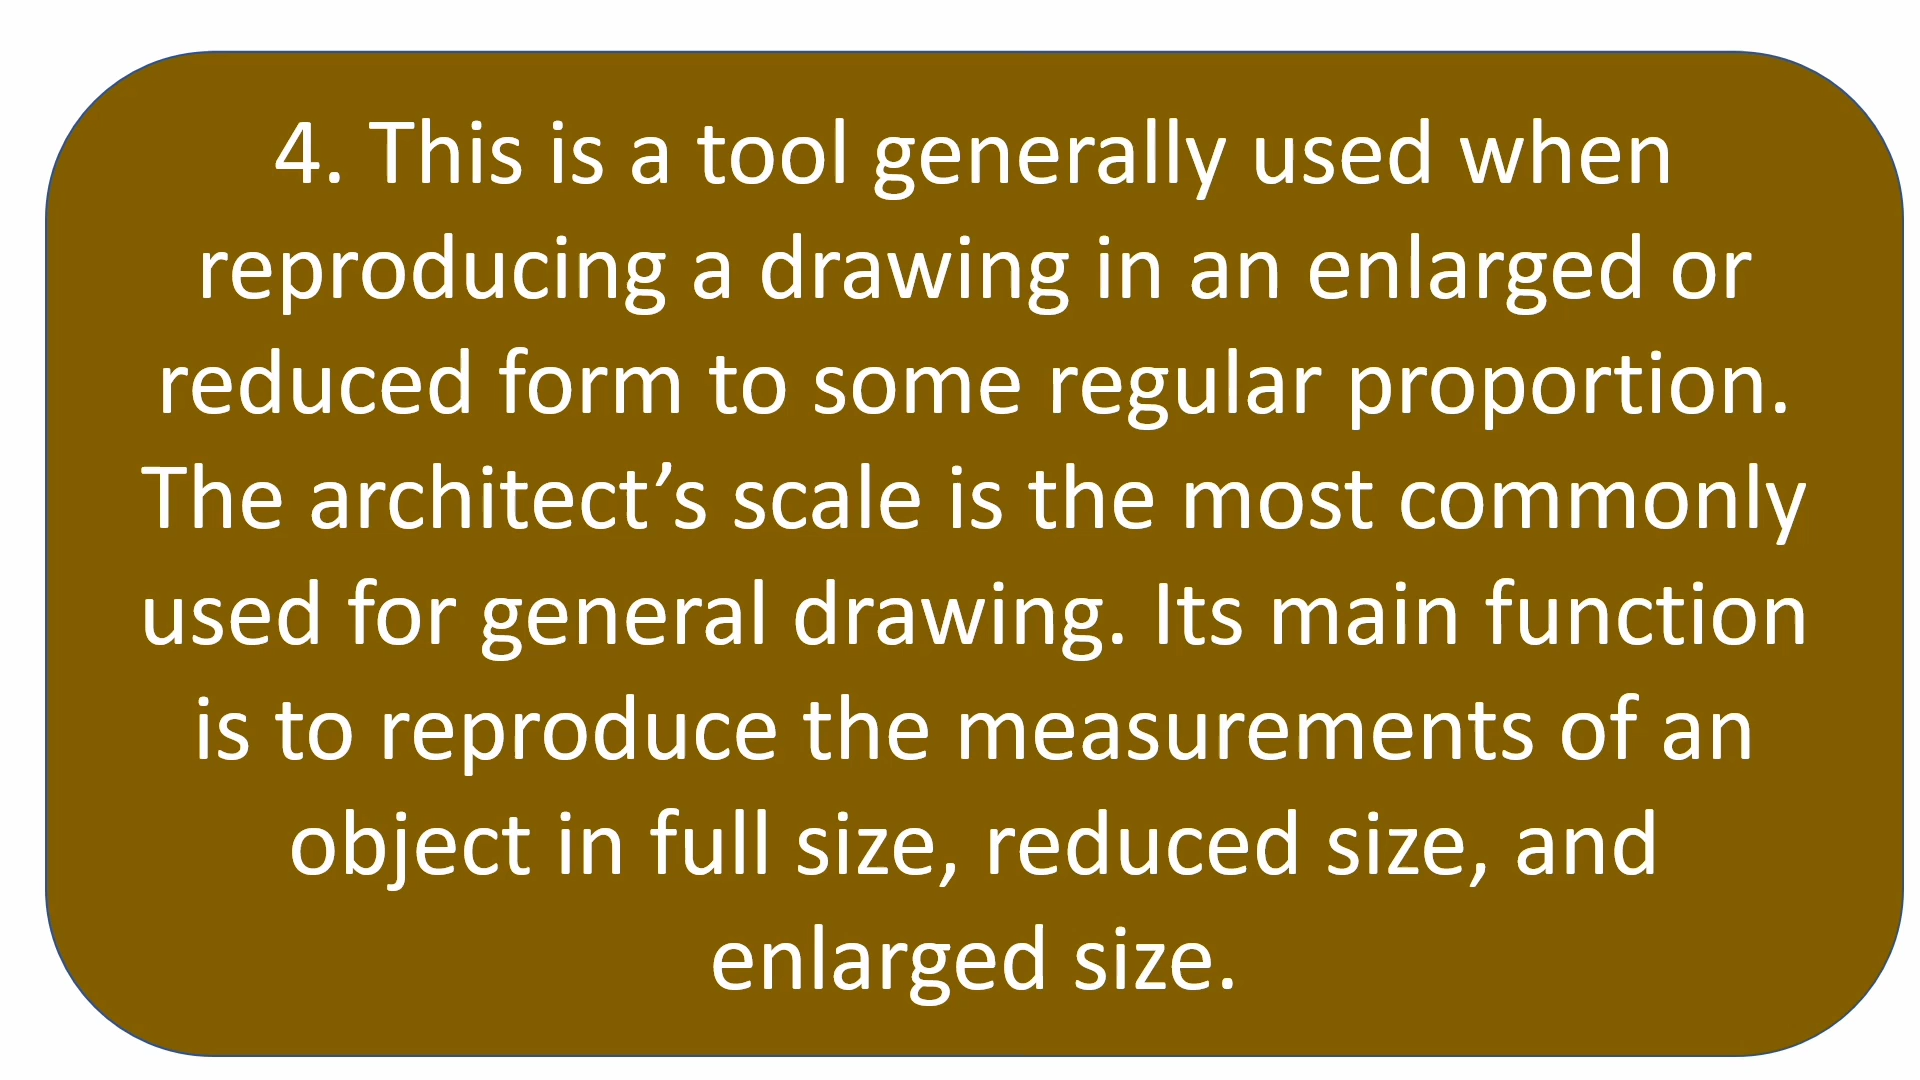 4. This is a tool generally used when
reproducing a drawing in an enlarged or
reduced form to some regular proportion.
The architect’s scale is the most commonly
used for general drawing. Its main function
is to reproduce the measurements of an
object in full size, reduced size, and
enlarged size.